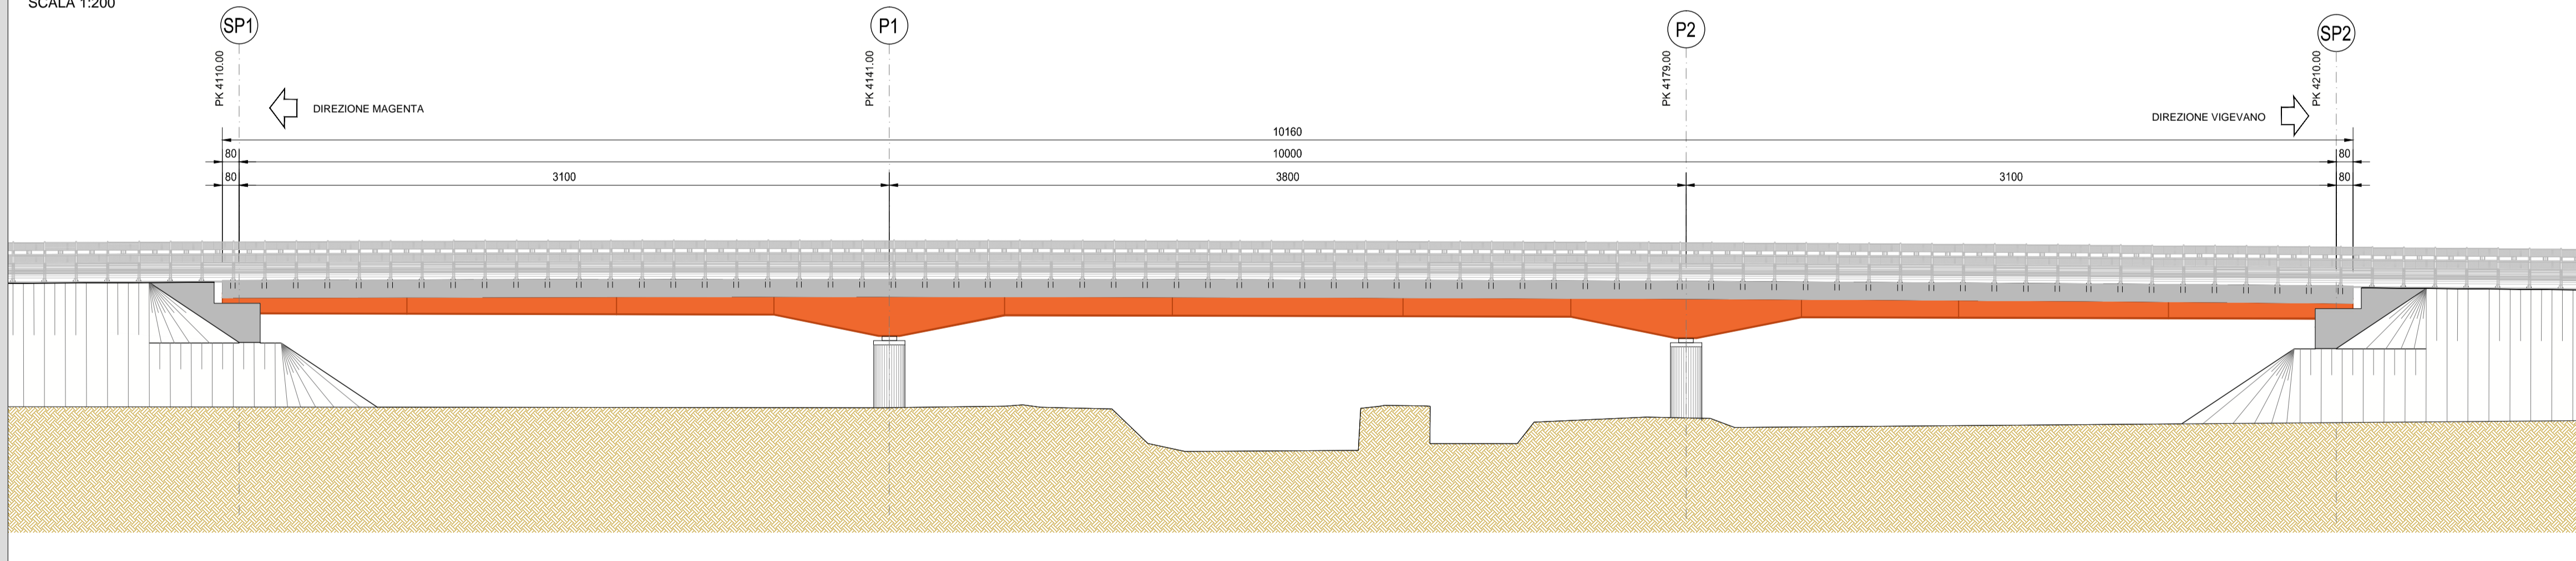 SCALA 1:200
SP1
P1
P2
SP2
PK 4110.00
PK 4141.00
PK 4179.00
PK 4210.00
DIREZIONE MAGENTA
DIREZIONE VIGEVANO
10160
80
10000
80
80
3100
3800
3100
80